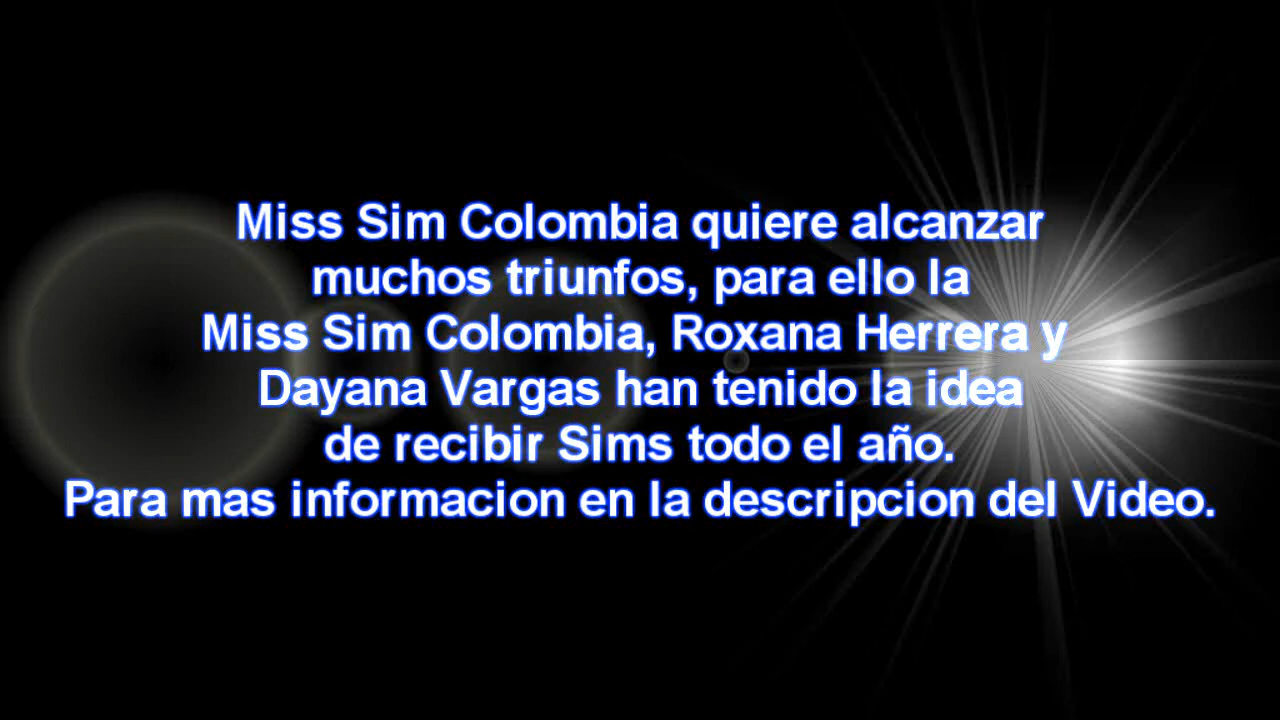 Miss Sim Colombia quiere alcanzar
muchos triunfos, para ello la
Miss Sim Colombia, Roxana Herrera y
Dayana Vargas han tenido la idea
de recibir Sims todo el año.
Para mas informacion en la descripcion del Video.